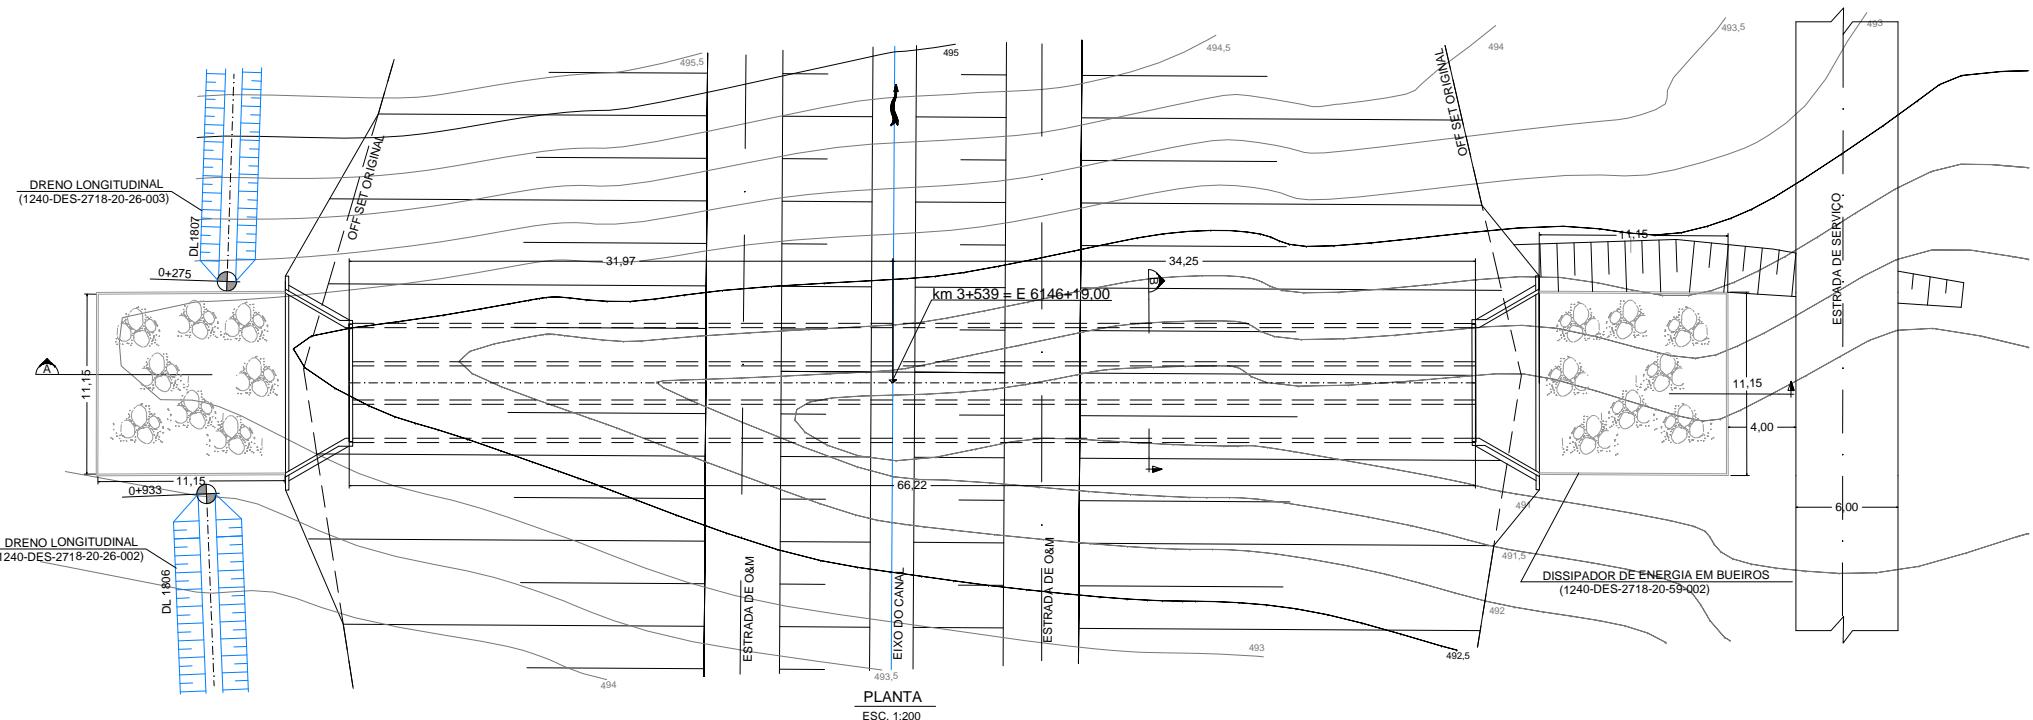 495,5
495
494,5
494
493,5
493
OFF SET ORIGINAL
OFF SET ORIGINAL
DRENO LONGITUDINAL
(1240-DES-2718-20-26-003)
DL1807
0+275
ESTRADA DE SERVIÇO
11,15
31,97
34,25
B
km 3+539 = E 6146+19,00
A
11,15
11,15
4,00
11,15
0+933
66,22
6,00
491
DRENO LONGITUDINAL
1240-DES-2718-20-26-002)
DL 1806
ESTRADA DE O&M
EIXO DO CANAL
ESTRADA DE O&M
491,5
DISSIPADOR DE ENERGIA EM BUEIROS
(1240-DES-2718-20-59-002)
492
493
492,5
493,5
494
PLANTA
ESC. 1:200